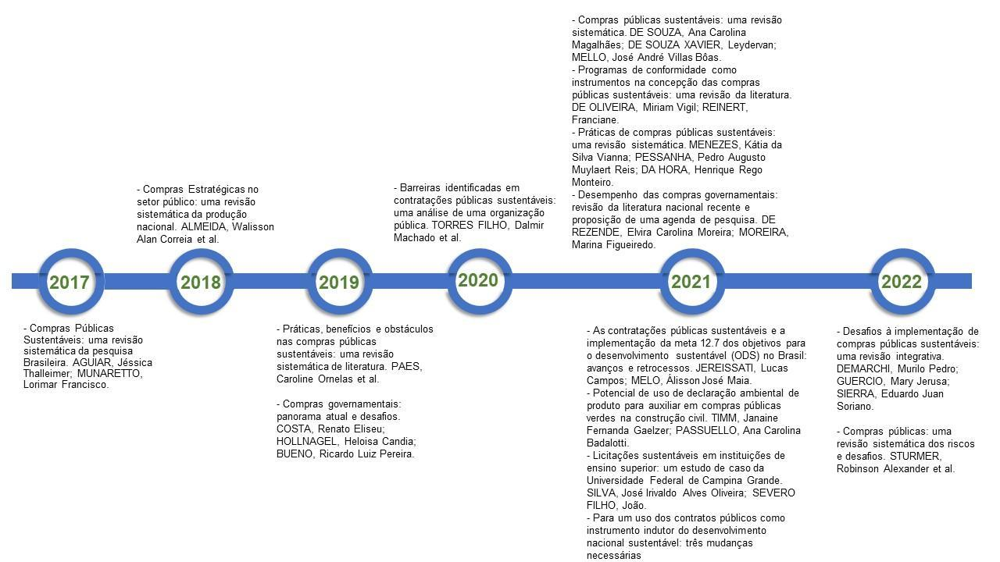 - Compras públicas sustentáveis: uma revisão
sistemática. DE SOUZA, Ana Carolina
Magalhães; DE SOUZA XAVIER, Leydervan;
MELLO, José André Villas Bôas.
- Programas de conformidade como
instrumentos na concepção das compras
públicas sustentáveis: uma revisão da literatura.
DE OLIVEIRA, Miriam Vigil; REINERT,
Franciane.
- Práticas de compras públicas sustentáveis:
uma revisão sistemática. MENEZES, Kátia da
Silva Vianna; PESSANHA, Pedro Augusto
Muylaert Reis; DA HORA, Henrique Rego
Monteiro.
- Desempenho das compras governamentais:
revisão da literatura nacional recente e
proposição de uma agenda de pesquisa. DE
REZENDE, Elvira Carolina Moreira; MOREIRA,
Marina Figueiredo.
- Compras Estratégicas no
setor público: uma revisão
sistemática da produção
nacional. ALMEIDA, Walisson
Alan Correia et al.
- Barreiras identificadas em
contratações públicas sustentáveis:
uma análise de uma organização
pública. TORRES FILHO, Dalmir
Machado et al.
2017
2018
2019
2020
2021
2022
- Compras Públicas
Sustentáveis: uma revisão
sistemática da pesquisa
Brasileira. AGUIAR, Jéssica
Thalleimer; MUNARETTO,
Lorimar Francisco.
- Práticas, benefícios e obstáculos
nas compras públicas
sustentáveis: uma revisão
sistemática de literatura. PAES,
Caroline Ornelas et al.
- Compras governamentais:
panorama atual e desafios.
COSTA, Renato Eliseu;
HOLLNAGEL, Heloisa Candia;
BUENO, Ricardo Luiz Pereira.
- As contratações públicas sustentáveis e a
implementação da meta 12.7 dos objetivos para
o desenvolvimento sustentável (ODS) no Brasil:
avanços e retrocessos. JEREISSATI, Lucas
Campos; MELO, Álisson José Maia.
- Potencial de uso de declaração ambiental de
produto para auxiliar em compras públicas
verdes na construção civil. TIMM, Janaine
Fernanda Gaelzer; PASSUELLO, Ana Carolina
Badalotti.
- Licitações sustentáveis em instituições de
ensino superior: um estudo de caso da
Universidade Federal de Campina Grande.
SILVA, José Irivaldo Alves Oliveira; SEVERO
FILHO, João.
- Para um uso dos contratos públicos como
instrumento indutor do desenvolvimento
nacional sustentável: três mudanças
necessárias
- Desafios à implementação de
compras públicas sustentáveis:
uma revisão integrativa.
DEMARCHI, Murilo Pedro;
GUERCIO, Mary Jerusa;
SIERRA, Eduardo Juan
Soriano.
- Compras públicas: uma
revisão sistemática dos riscos
e desafios. STURMER,
Robinson Alexander et al.